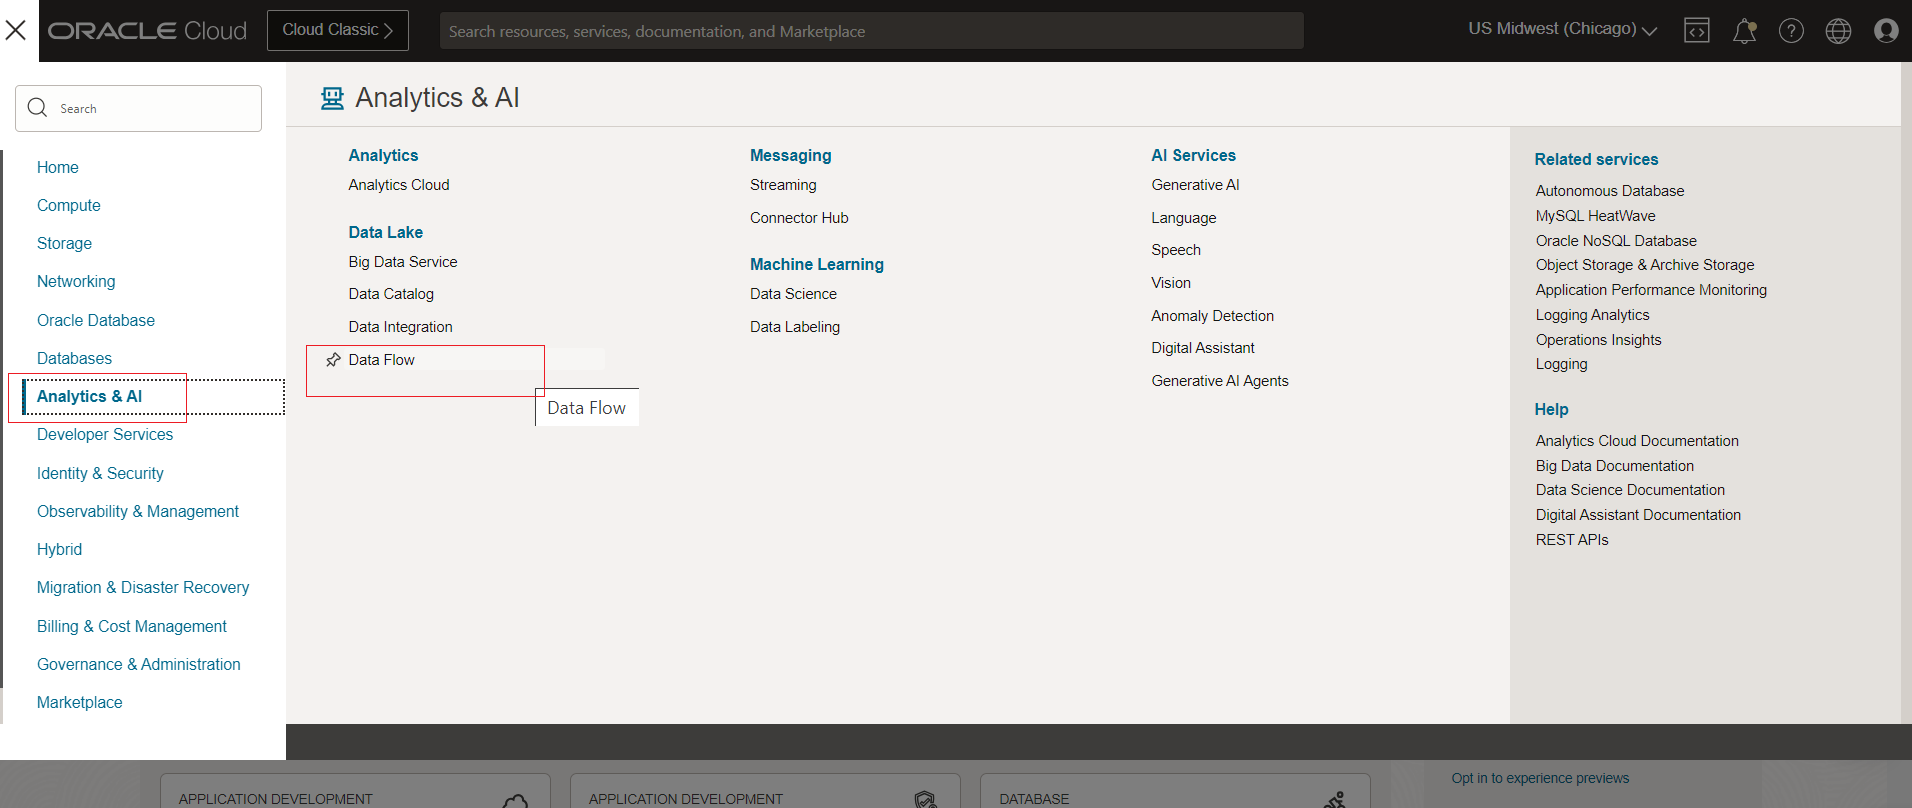 ORACLE Cloud
Cloud Classic
Search resources, services, documentation, and Marketplace
US Midwest (Chicago)
Search
Home
Compute
Storage
Networking
Oracle Database
Databases
Analytics & AI
Developer Services
Identity & Security
Observability & Management
Hybrid
Migration & Disaster Recovery
Billing & Cost Management
Governance & Administration
Marketplace
Analytics & AI
Analytics
Analytics Cloud
Data Lake
Big Data Service
Data Catalog
Data Integration
Data Flow
Data Flow
Messaging
Streaming
Connector Hub
Machine Learning
Data Science
Data Labeling
AI Services
Generative AI
Language
Speech
Vision
Anomaly Detection
Digital Assistant
Generative AI Agents
Related services
Autonomous Database
MySQL HeatWave
Oracle NoSQL Database
Object Storage & Archive Storage
Application Performance Monitoring
Logging Analytics
Operations Insights
Logging
Help
Analytics Cloud Documentation
Big Data Documentation
Data Science Documentation
Digital Assistant Documentation
REST APIs
Opt in to experience previews
APPLICATION DEVELOPMENT
APPLICATION DEVELOPMENT
DATABASE